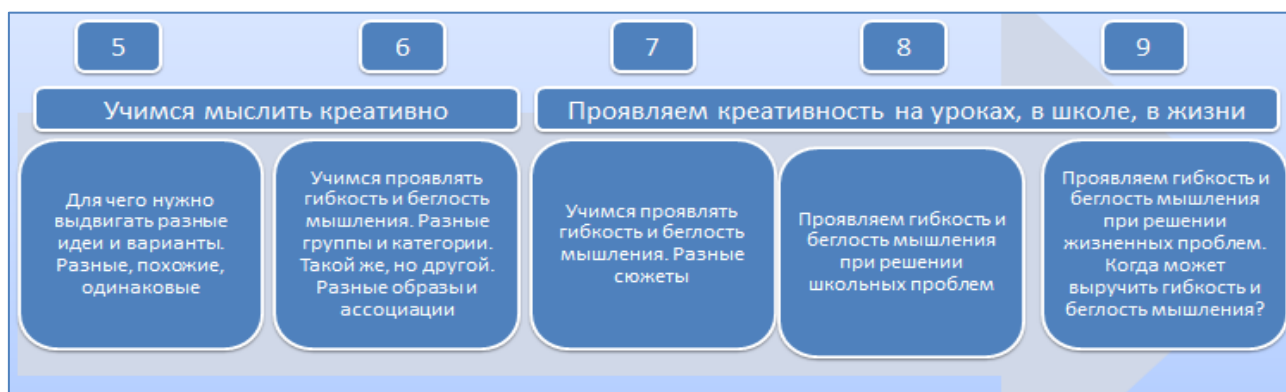 5
6
7
8
9
Учимся мыслить креативно
Проявляем креативность на уроках, в школе, в жизни
Для чего нужно
выдвигать разные
идеи и варианты.
Разные, похожие,
одинаковые
Учимся проявлять
гибкость и беглость
мышления. Разные
группы и категории.
Такой же, но другой.
Разные образы и
ассоциации
Учимся проявлять
гибкость и беглость
мышления. Разные
сюжеты
Проявляем гибкость и
беглость мышления
при решении
школьных проблем
Проявляем гибкость и
беглость мышления
при решении
жизненных проблем.
Когда может
выручить гибкость и
беглость мышления?